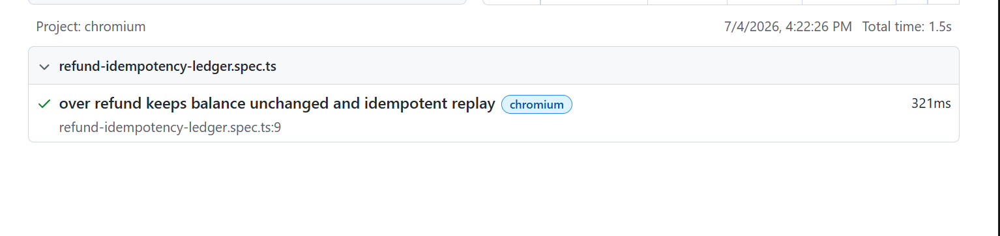 Project: chromium
7/4/2026, 4:22:26 PM Total time: 1.5s
refund-idempotency-ledger.spec.ts
over refund keeps balance unchanged and idempotent replay chromium 321ms
refund-idempotency-ledger.spec.ts:9